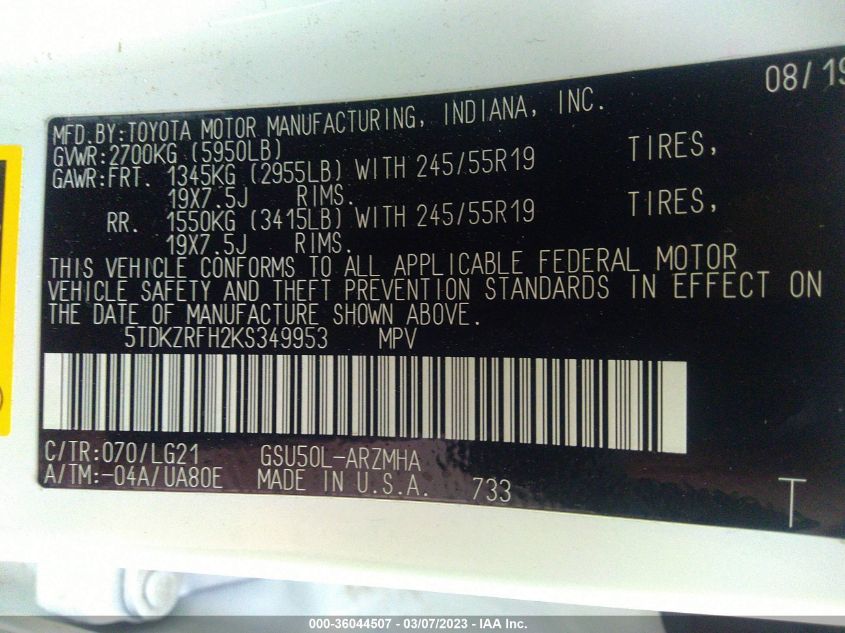 08/19
MFD.BY:TOYOTA MOTOR MANUFACTURING, INDIANA, INC.
GVWR:2700KG (5950LB)
GAWR:FRT. 1345KG (2955LB) WITH 245/55R19 TIRES,
19X7.5J RIMS.
RR. 1550KG (3415LB) WITH 245/55R19 TIRES,
19X7.5J RIMS.
THIS VEHICLE CONFORMS TO ALL APPLICABLE FEDERAL MOTOR
VEHICLE SAFETY AND THEFT PREVENTION STANDARDS IN EFFECT ON
THE DATE OF MANUFACTURE SHOWN ABOVE.
5TDKZRFH2KS349953 MPV
C/TR:070/LG21 GSU50L-ARZMHA
A/TM:-04A/UA80E MADE IN U.S.A. 733
T
000-36044507 - 03/07/2023 - IAA Inc.